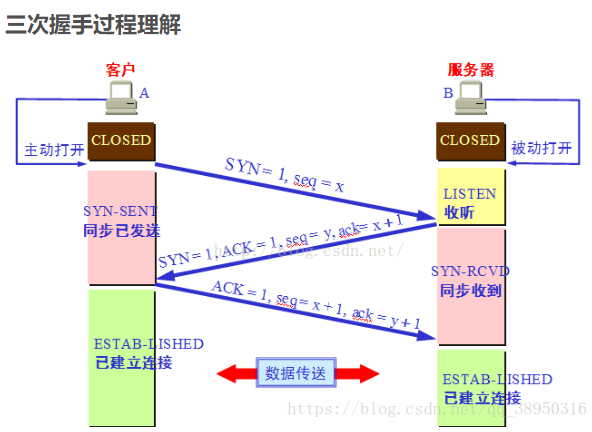 三次握手过程理解
客户
服务器
A
B
CLOSED
CLOSED
主动打开
被动打开
SYN = 1, seq = x
LISTEN
收听
SYN-SENT
同步已发送
SYN = 1, ACK = 1, seq = y, ack= x + 1
http://blog.csdn.net/
SYN-RCVD
同步收到
ACK = 1, seq = x + 1, ack = y + 1
ESTAB-LISHED
已建立连接
数据传送
ESTAB-LISHED
已建立连接
https://blog.csdn.net/qq_38950316